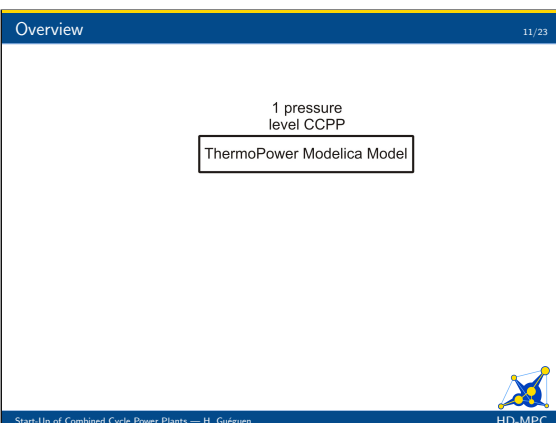 Overview
11/23
1 pressure
level CCPP
ThermoPower Modelica Model
Start-Up of Combined Cycle Power Plants — H. Guéguen
HD-MPC